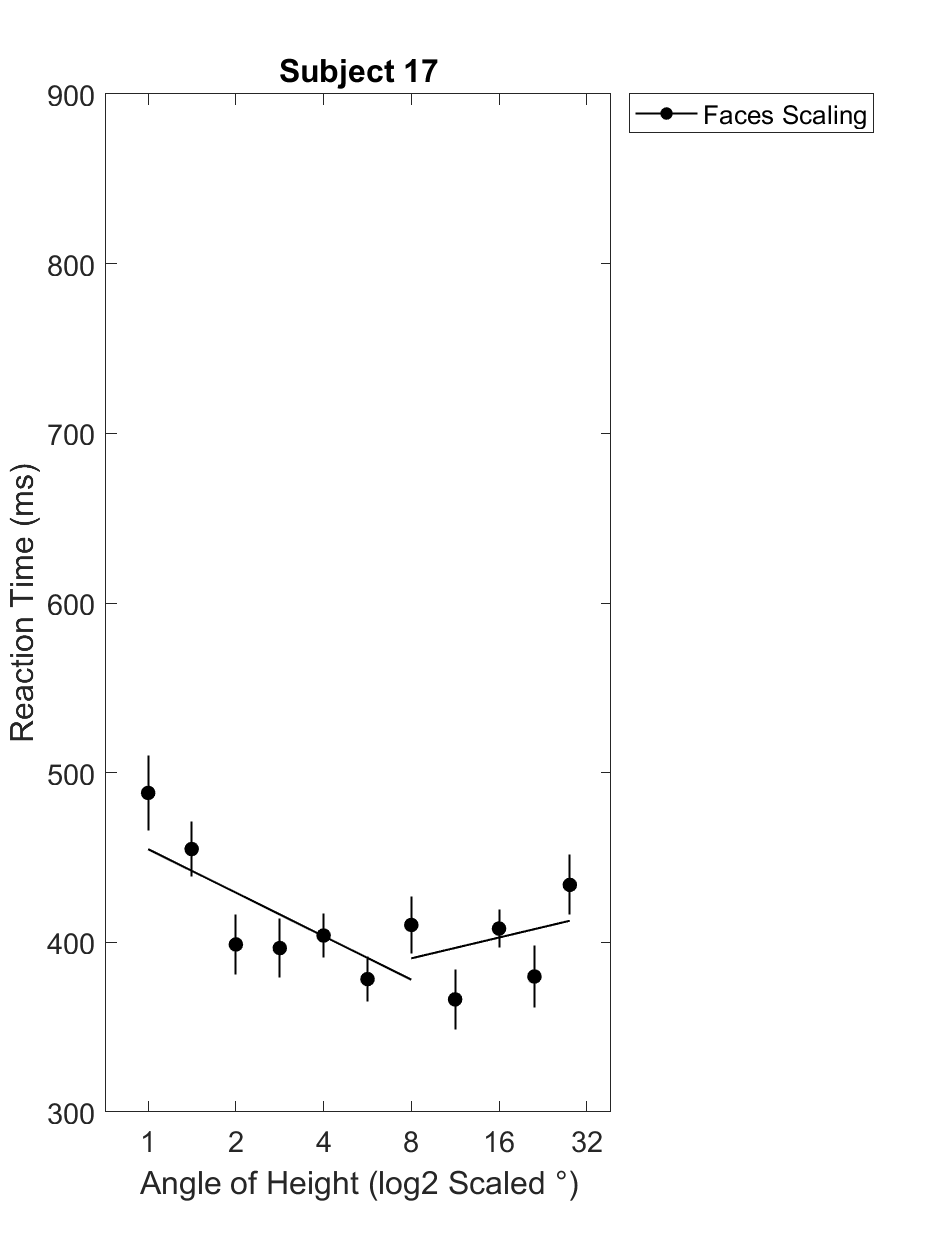 Subject 17
Faces Scaling
900
800
700
600
500
400
300
Reaction Time (ms)
1 2 4 8 16 32
Angle of Height (log2 Scaled °)